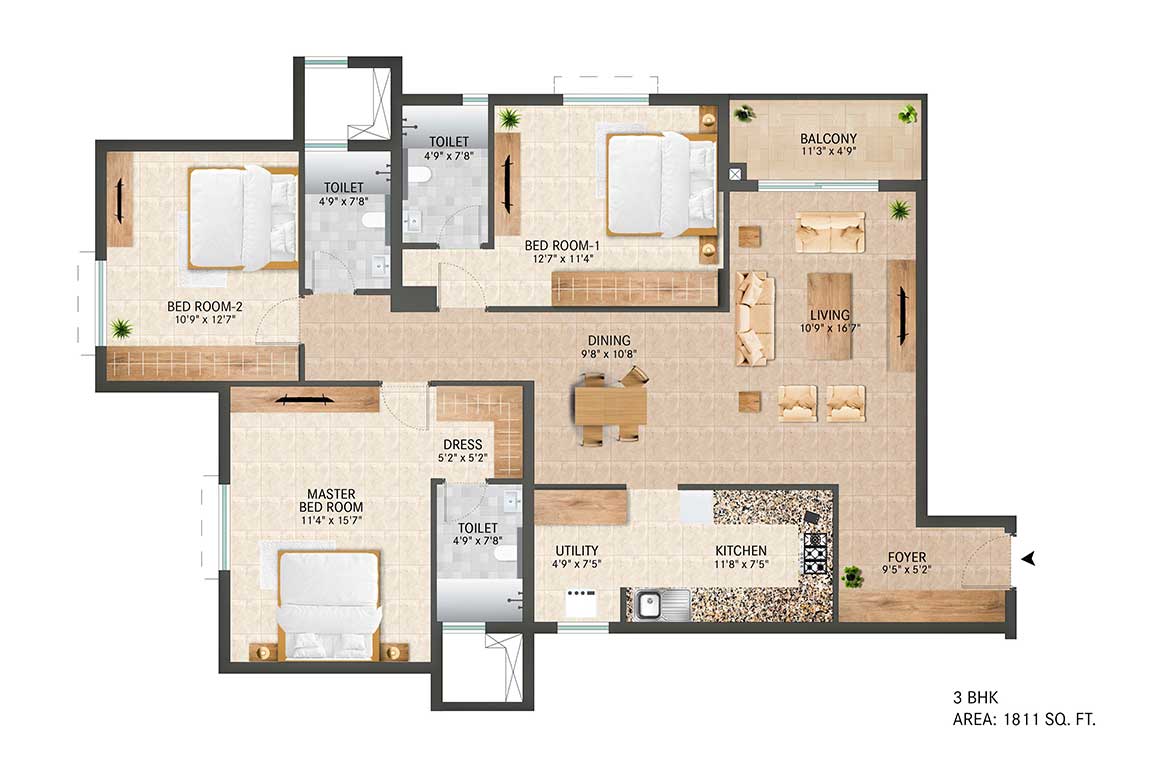 BALCONY
11'3" x 4'9"
TOILET
4'9" x 7'8"
TOILET
4'9" x 7'8"
BED ROOM-1
12'7" x 11'4"
BED ROOM-2
10'9" x 12'7"
LIVING
10'9" x 16'7"
DINING
9'8" x 10'8"
DRESS
5'2" x 5'2"
MASTER
BED ROOM
11'4" x 15'7"
TOILET
4'9" x 7'8"
UTILITY
4'9" x 7'5"
KITCHEN
11'8" x 7'5"
FOYER
9'5" x 5'2"
3 BHK
AREA: 1811 SQ. FT.